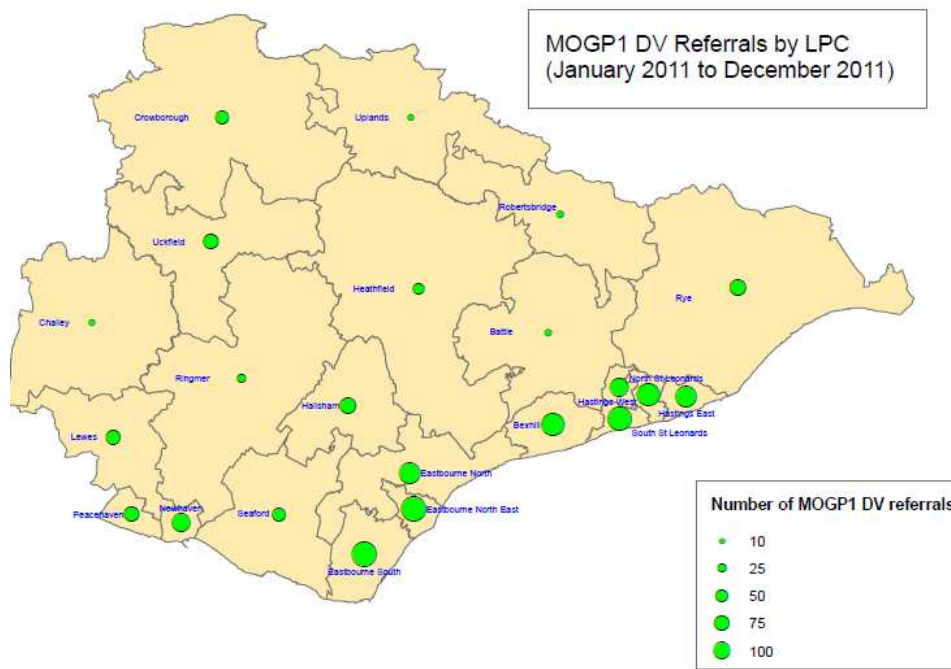 MOGP1 DV Referrals by LPC
(January 2011 to December 2011)
Crowborough
Uplands
Robertsbridge
Uckfield
Heathfield
Rye
Chailey
Battle
Ringmer
North St Leonards
Hailsham
Hastings West
Hastings East
Bexhill
South St Leonards
Lewes
Eastbourne North
Newhaven
Peacehaven
Seaford
Eastbourne North East
Eastbourne South
Number of MOGP1 DV referrals
10
25
50
75
100